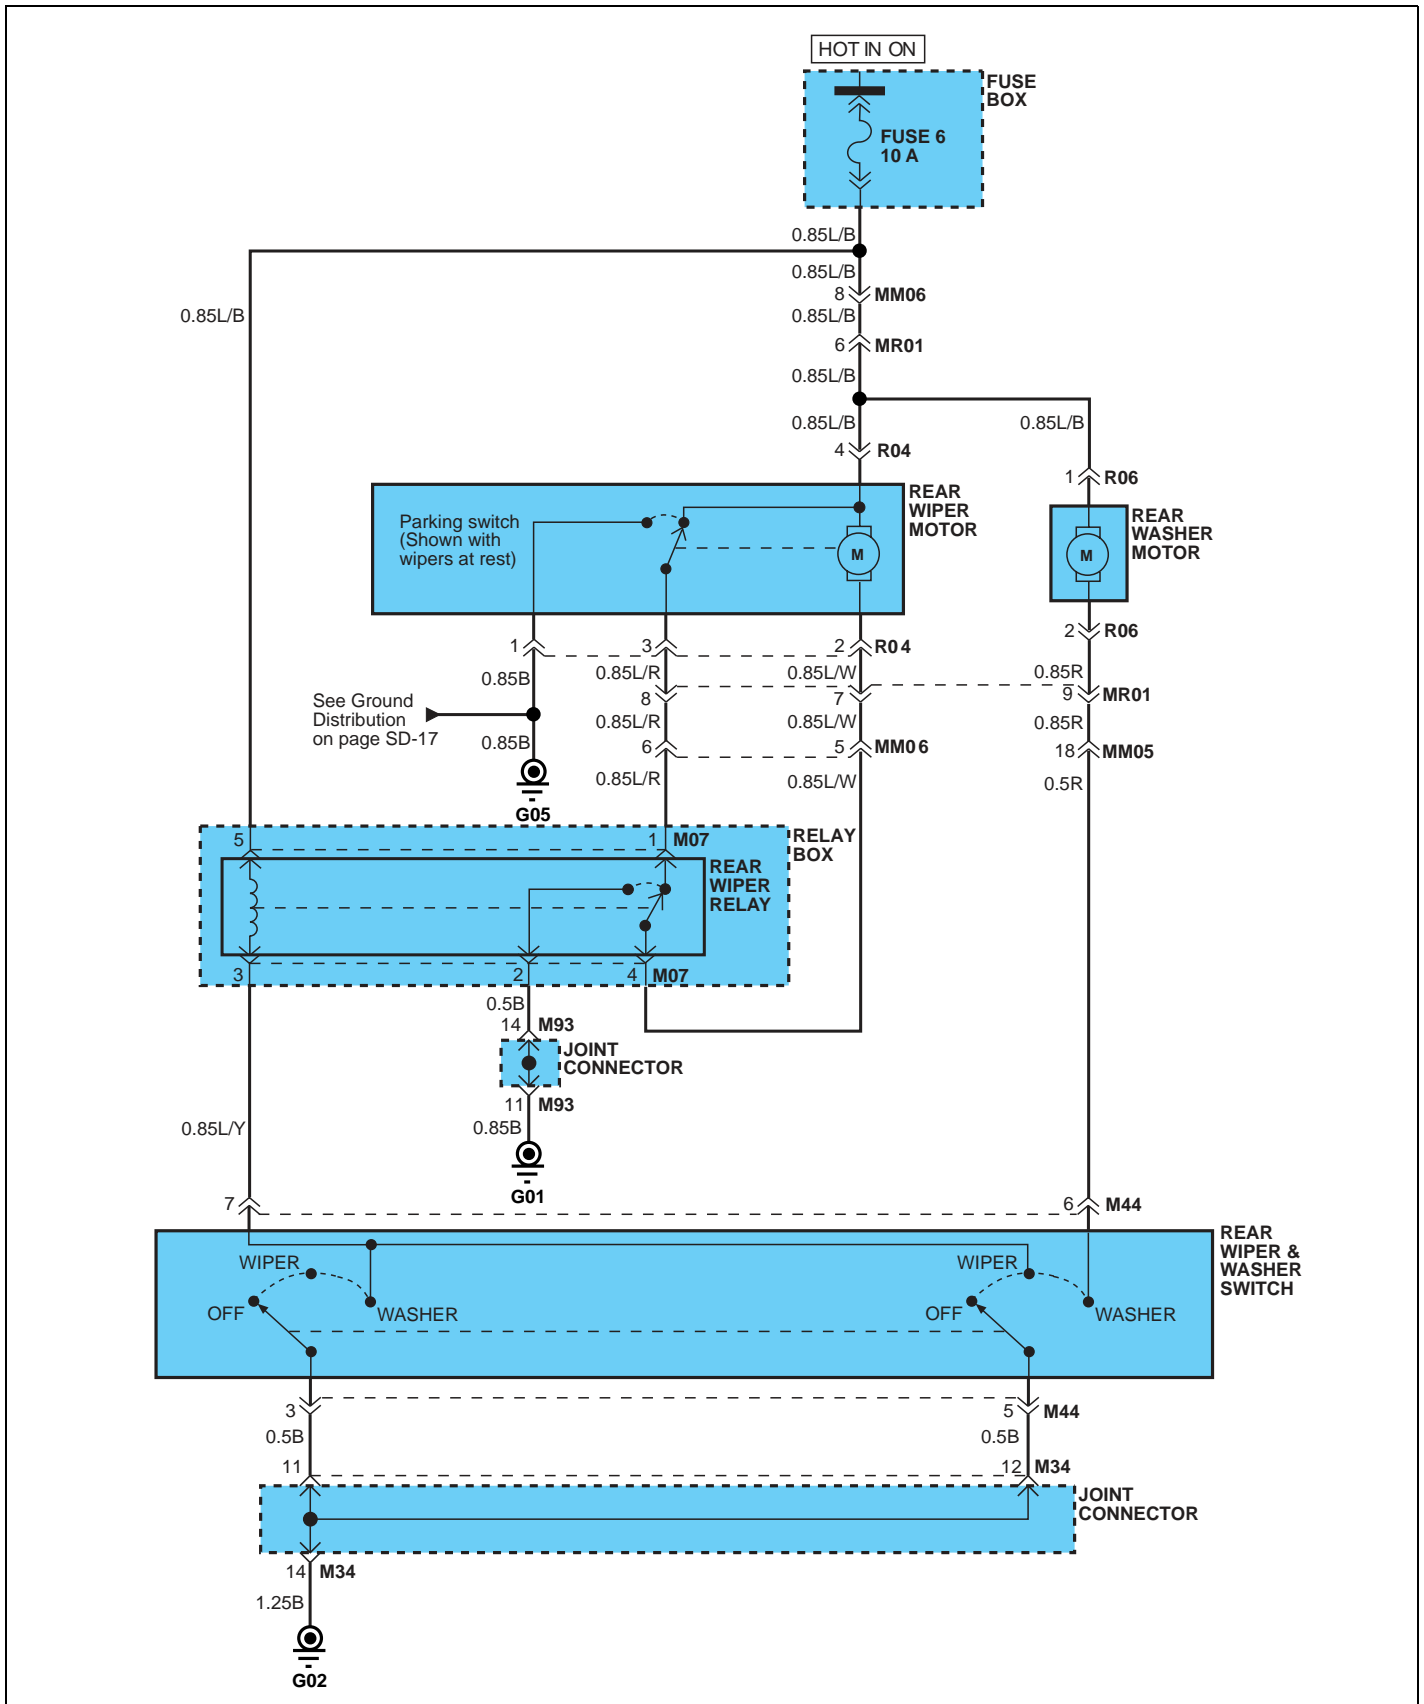 HOT IN ON
FUSE
BOX
FUSE 6
10 A
0.85L/B
0.85L/B
8 MM06
0.85L/B
0.85L/B
6 MR01
0.85L/B
0.85L/B
0.85L/B
4 R04
1 R06
REAR
WIPER
MOTOR
Parking switch
(Shown with
wipers at rest)
M
REAR
WASHER
MOTOR
M
2 R06
1
3
2 R04
0.85B
0.85L/R
0.85L/W
0.85R
See Ground
Distribution
on page SD-17
8
7
9 MR01
0.85L/R
0.85L/W
0.85R
0.85B
6
5 MM06
18 MM05
0.85L/R
0.85L/W
0.5R
G05
5
1 M07
RELAY
BOX
REAR
WIPER
RELAY
3
2
4 M07
0.5B
14 M93
JOINT
CONNECTOR
11 M93
0.85B
0.85L/Y
G01
7
6 M44
REAR
WIPER &
WASHER
SWITCH
WIPER
OFF
WASHER
WIPER
OFF
WASHER
3
5 M44
0.5B
0.5B
11
12 M34
JOINT
CONNECTOR
14 M34
1.25B
G02